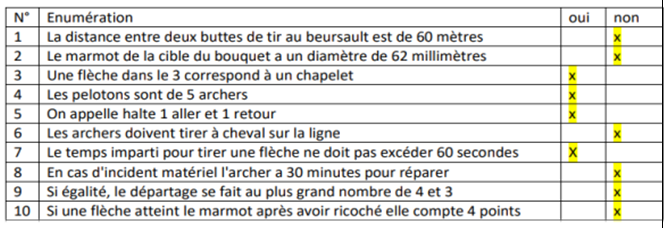 N° Enumération oui non
1 La distance entre deux buttes de tir au beursault est de 60 mètres x
2 Le marmot de la cible du bouquet a un diamètre de 62 millimètres x
3 Une flèche dans le 3 correspond à un chapelet x
4 Les pelotons sont de 5 archers x
5 On appelle halte 1 aller et 1 retour x
6 Les archers doivent tirer à cheval sur la ligne x
7 Le temps imparti pour tirer une flèche ne doit pas excéder 60 secondes X
8 En cas d'incident matériel l'archer a 30 minutes pour réparer x
9 Si égalité, le départage se fait au plus grand nombre de 4 et 3 x
10 Si une flèche atteint le marmot après avoir ricoché elle compte 4 points x